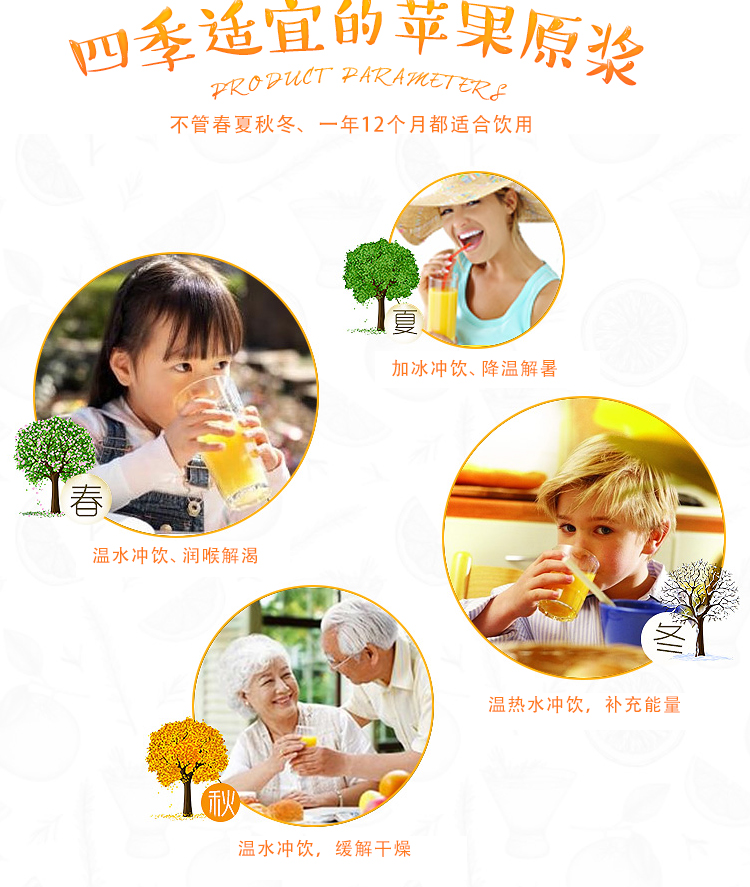 四季适宜的苹果原浆
PRODUCT PARAMETERS
不管春夏秋冬、一年12个月都适合饮用
夏
加冰冲饮、降温解暑
春
温水冲饮、润喉解渴
冬
温热水冲饮，补充能量
秋
温水冲饮，缓解干燥